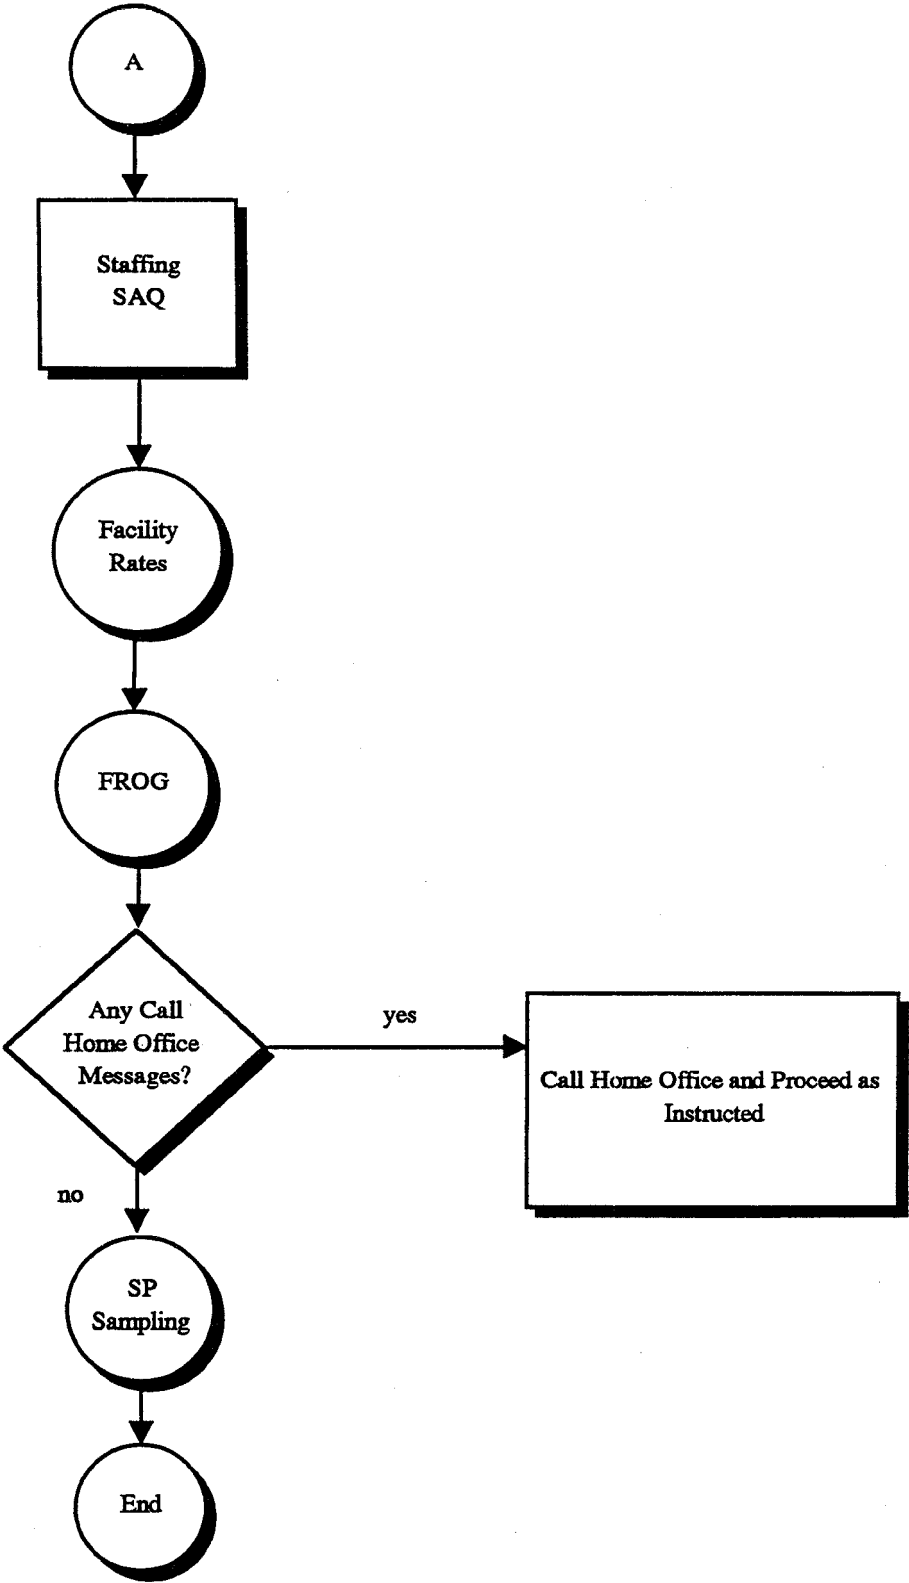 A
Staffing
SAQ
Facility
Rates
FROG
Any Call
Home Office
Messages?
yes
Call Home Office and Proceed as
Instructed
no
SP
Sampling
End